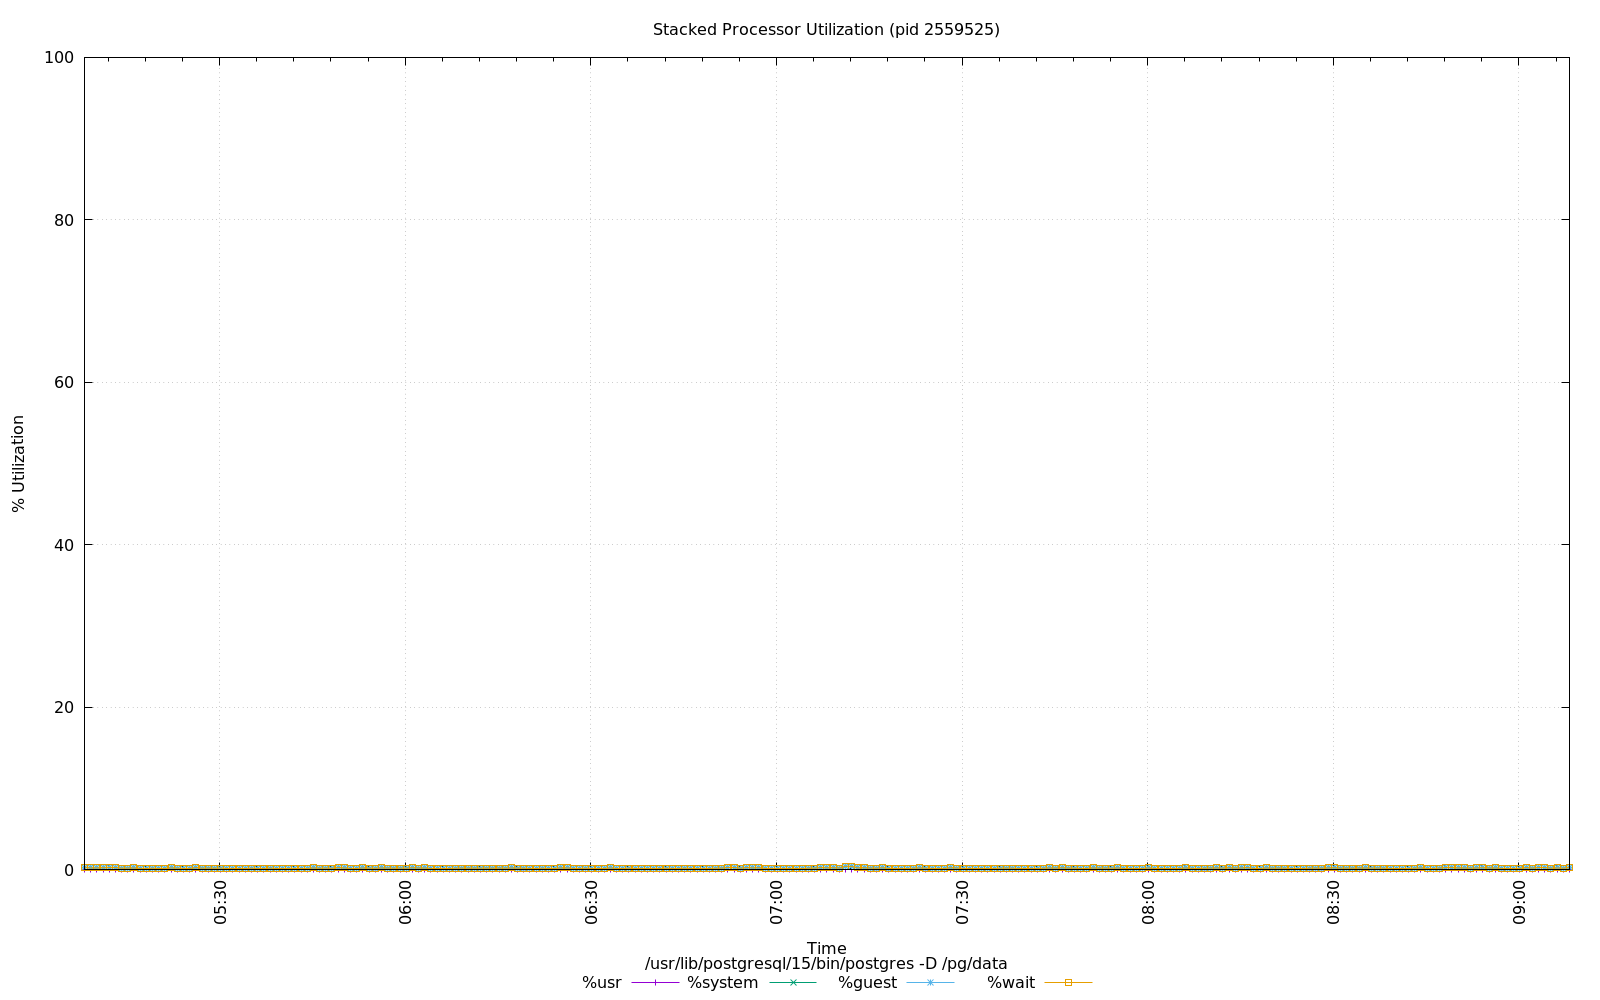 Stacked Processor Utilization (pid 2559525)
100
80
60
40
20
0
% Utilization
05:30 06:00 06:30 07:00 07:30 08:00 08:30 09:00
Time
/usr/lib/postgresql/15/bin/postgres -D /pg/data
%usr %system %guest %wait